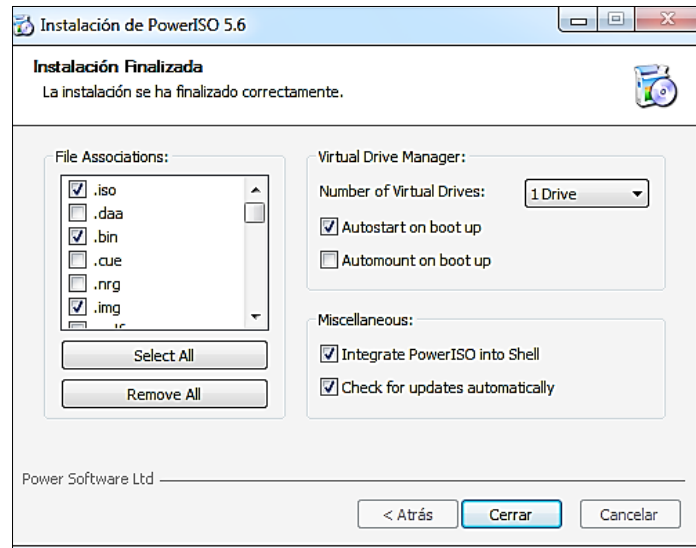 Instalación de PowerISO 5.6
Instalación Finalizada
La instalación se ha finalizado correctamente.
File Associations:
.iso
.daa
.bin
.cue
.nrg
.img
Select All
Remove All
Virtual Drive Manager:
Number of Virtual Drives: 1 Drive
Autostart on boot up
Automount on boot up
Miscellaneous:
Integrate PowerISO into Shell
Check for updates automatically
Power Software Ltd
< Atrás
Cerrar
Cancelar